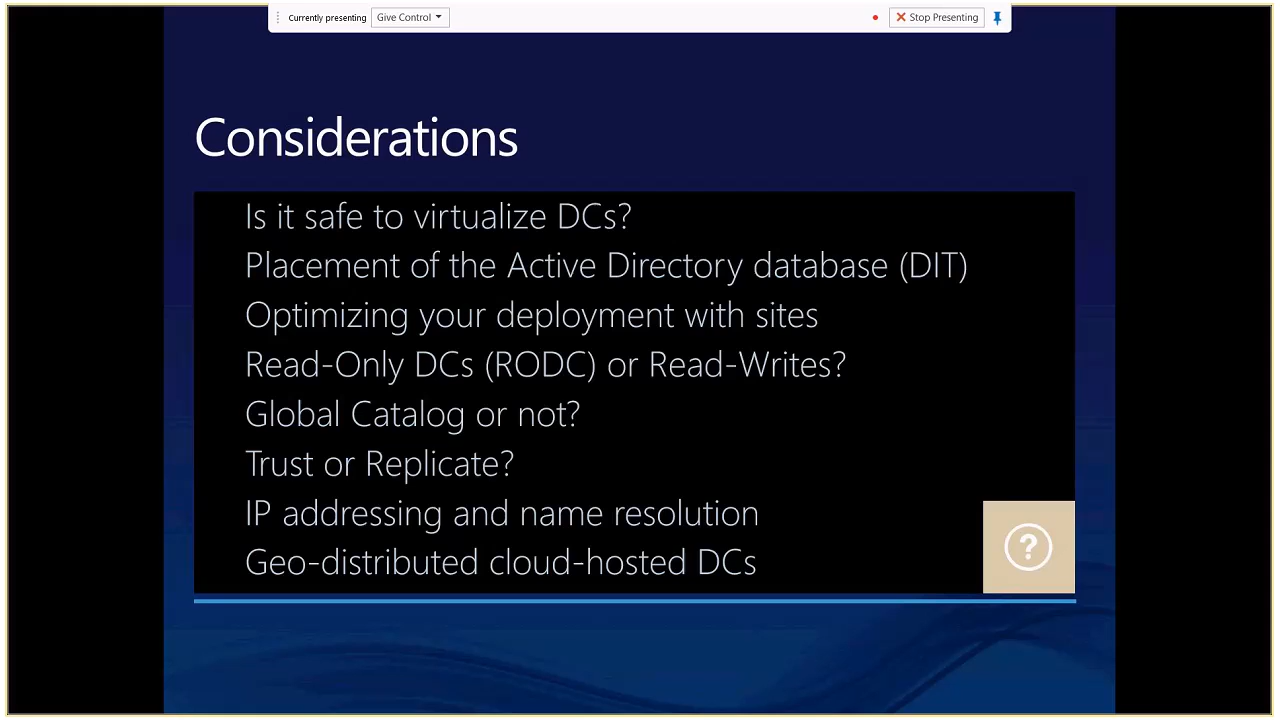 Currently presenting Give Control Stop Presenting
Considerations
Is it safe to virtualize DCs?
Placement of the Active Directory database (DIT)
Optimizing your deployment with sites
Read-Only DCs (RODC) or Read-Writes?
Global Catalog or not?
Trust or Replicate?
IP addressing and name resolution
Geo-distributed cloud-hosted DCs
?